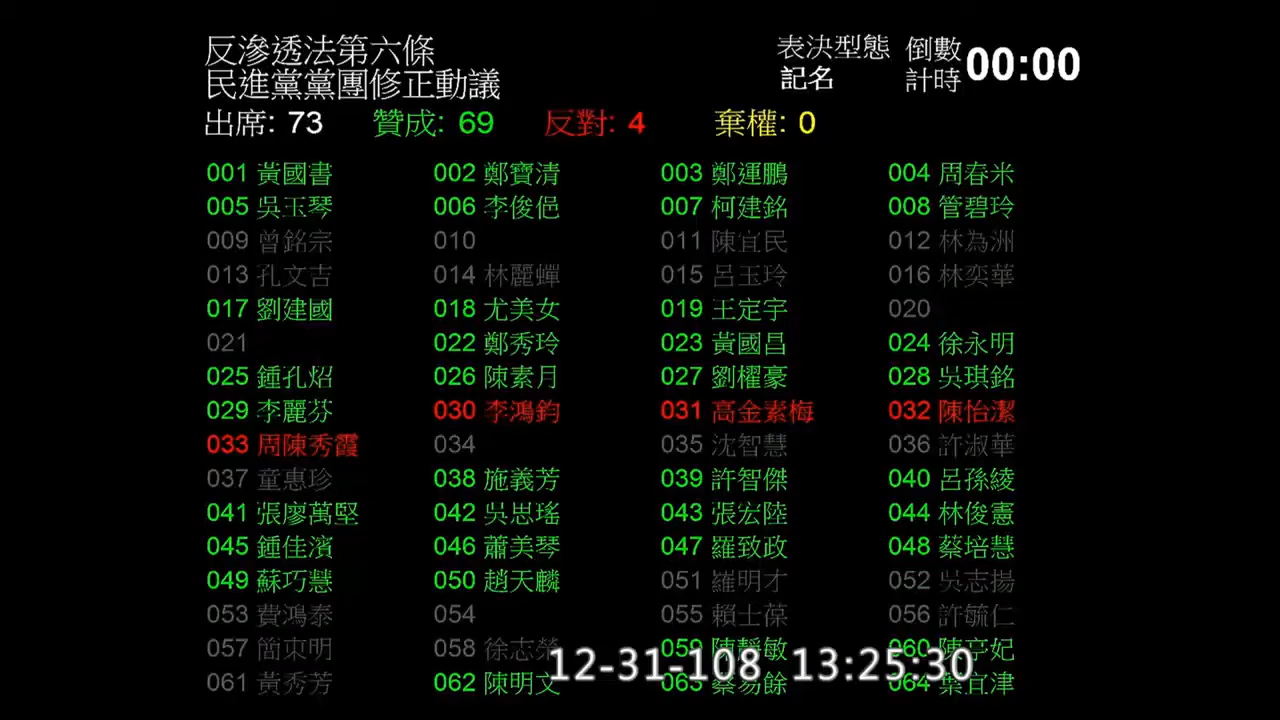 反滲透法第六條
民進黨黨團修正動議
表決型態 倒數 00:00
記名 計時
出席: 73 贊成: 69 反對: 4 棄權: 0
001 黃國書 002 鄭寶清 003 鄭運鵬 004 周春米
005 吳玉琴 006 李俊俋 007 柯建銘 008 管碧玲
009 曾銘宗 010 011 陳宜民 012 林為洲
013 孔文吉 014 林麗蟬 015 呂玉玲 016 林奕華
017 劉建國 018 尤美女 019 王定宇 020
021 022 鄭秀玲 023 黃國昌 024 徐永明
025 鍾孔炤 026 陳素月 027 劉櫂豪 028 吳琪銘
029 李麗芬 030 李鴻鈞 031 高金素梅 032 陳怡潔
033 周陳秀霞 034 035 沈智慧 036 許淑華
037 童惠珍 038 施義芳 039 許智傑 040 呂孫綾
041 張廖萬堅 042 吳思瑤 043 張宏陸 044 林俊憲
045 鍾佳濱 046 蕭美琴 047 羅致政 048 蔡培慧
049 蘇巧慧 050 趙天麟 051 羅明才 052 吳志揚
053 費鴻泰 054 055 賴士葆 056 許毓仁
057 簡東明 058 徐志榮 059 陳靜敏 060 陳亭妃
061 黃秀芳 062 陳明文 063 蔡易餘 064 葉宜津
12-31-108 13:25:30